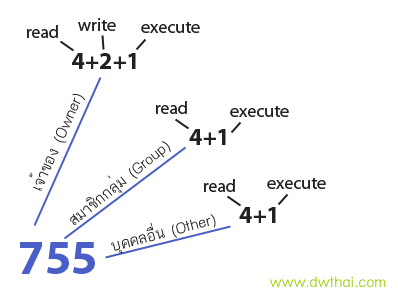 read write execute
4+2+1
เจ้าของ (Owner)
read execute
4+1
สมาชิกกลุ่ม (Group)
read execute
4+1
บุคคลอื่น (Other)
755
www.dwthai.com